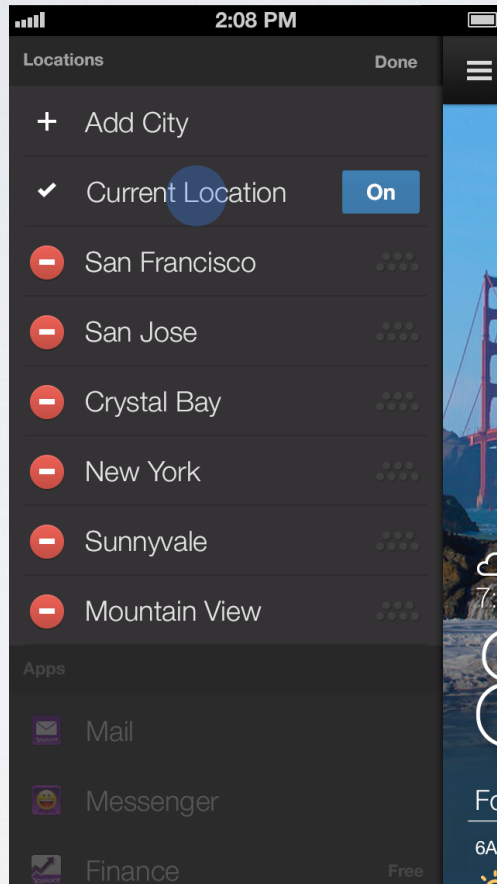 2:08 PM
Locations Done
Add City
Current Location On
San Francisco
San Jose
Crystal Bay
New York
Sunnyvale
Mountain View
Apps
Mail
Messenger
Finance Free
6A